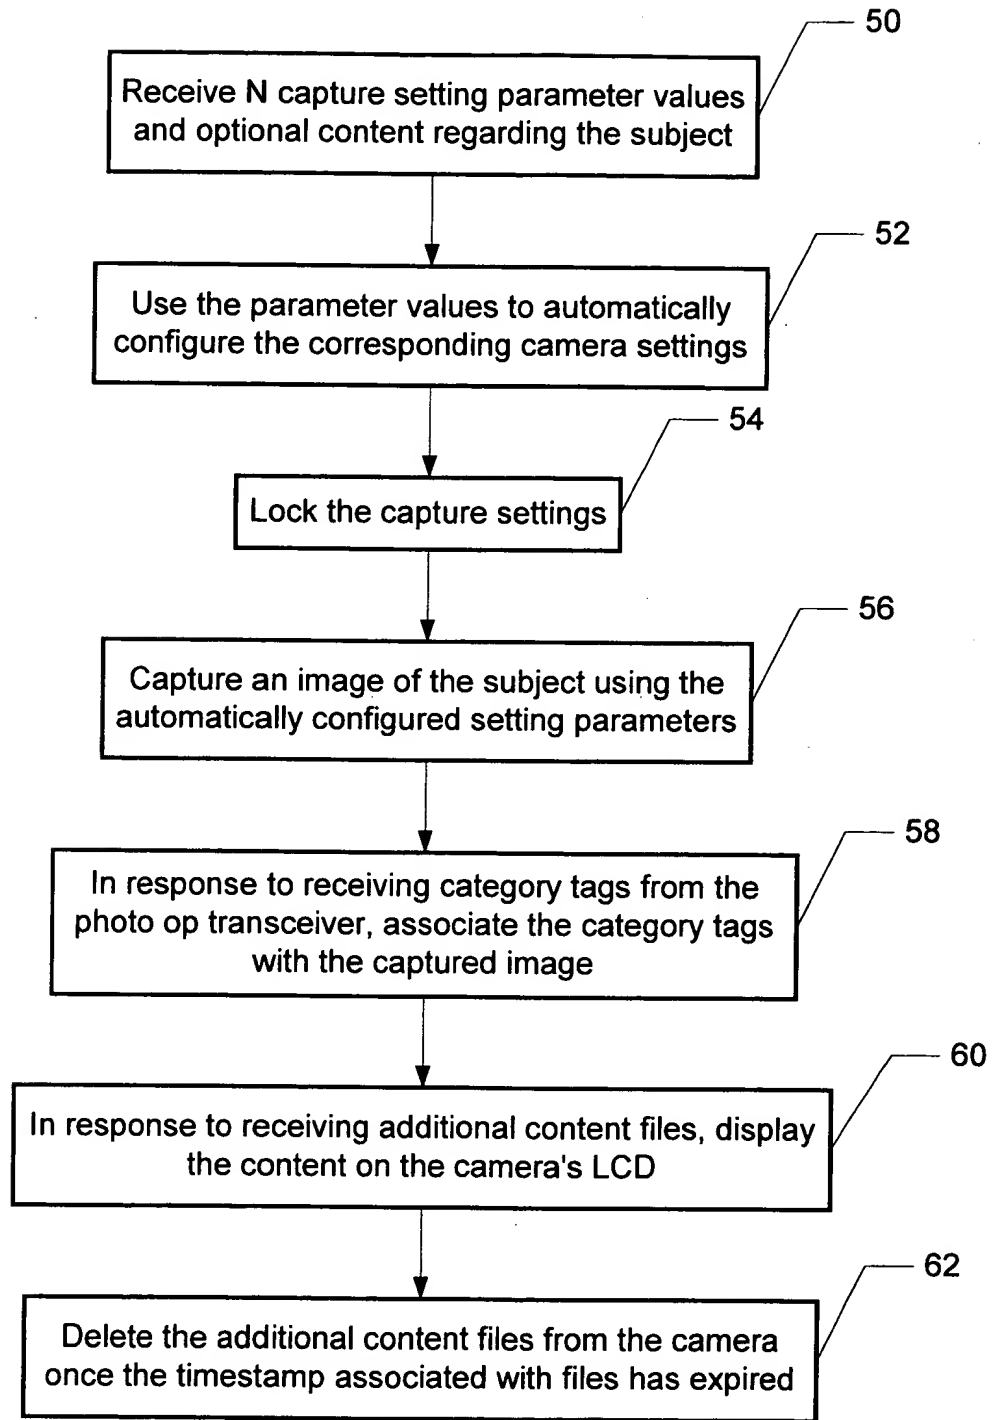 50
Receive N capture setting parameter values
and optional content regarding the subject
52
Use the parameter values to automatically
configure the corresponding camera settings
54
Lock the capture settings
56
Capture an image of the subject using the
automatically configured setting parameters
58
In response to receiving category tags from the
photo op transceiver, associate the category tags
with the captured image
60
In response to receiving additional content files, display
the content on the camera's LCD
62
Delete the additional content files from the camera
once the timestamp associated with files has expired